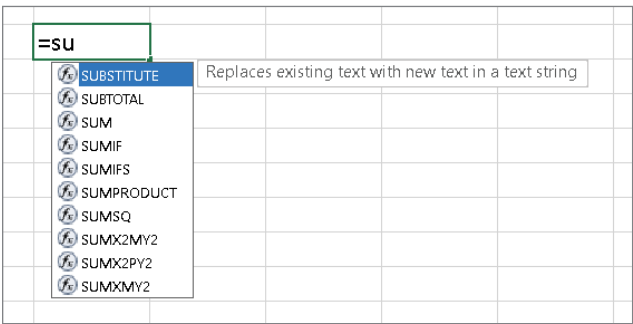 =su
SUBSTITUTE Replaces existing text with new text in a text string
SUBTOTAL
SUM
SUMIF
SUMIFS
SUMPRODUCT
SUMSQ
SUMX2MY2
SUMX2PY2
SUMXMY2